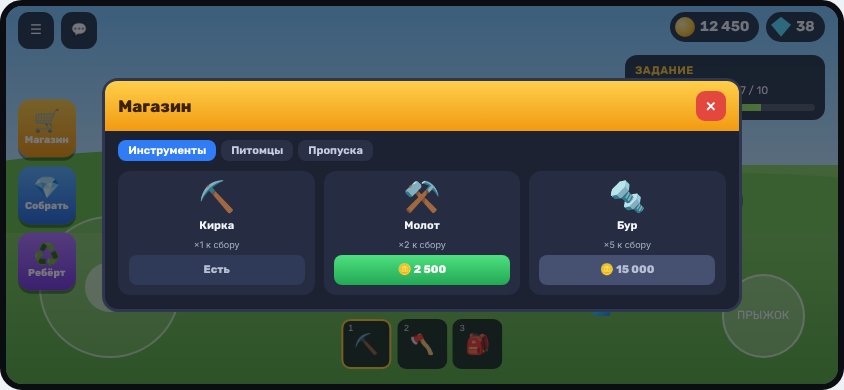 12 450
38
ЗАДАНИЕ
7 / 10
Магазин
×
Магазин
Инструменты
Питомцы
Пропуска
Собрать
Кирка
Молот
Бур
×1 к сбору
×2 к сбору
×5 к сбору
Есть
2 500
15 000
Ребёрт
ПРЫЖОК
1
2
3